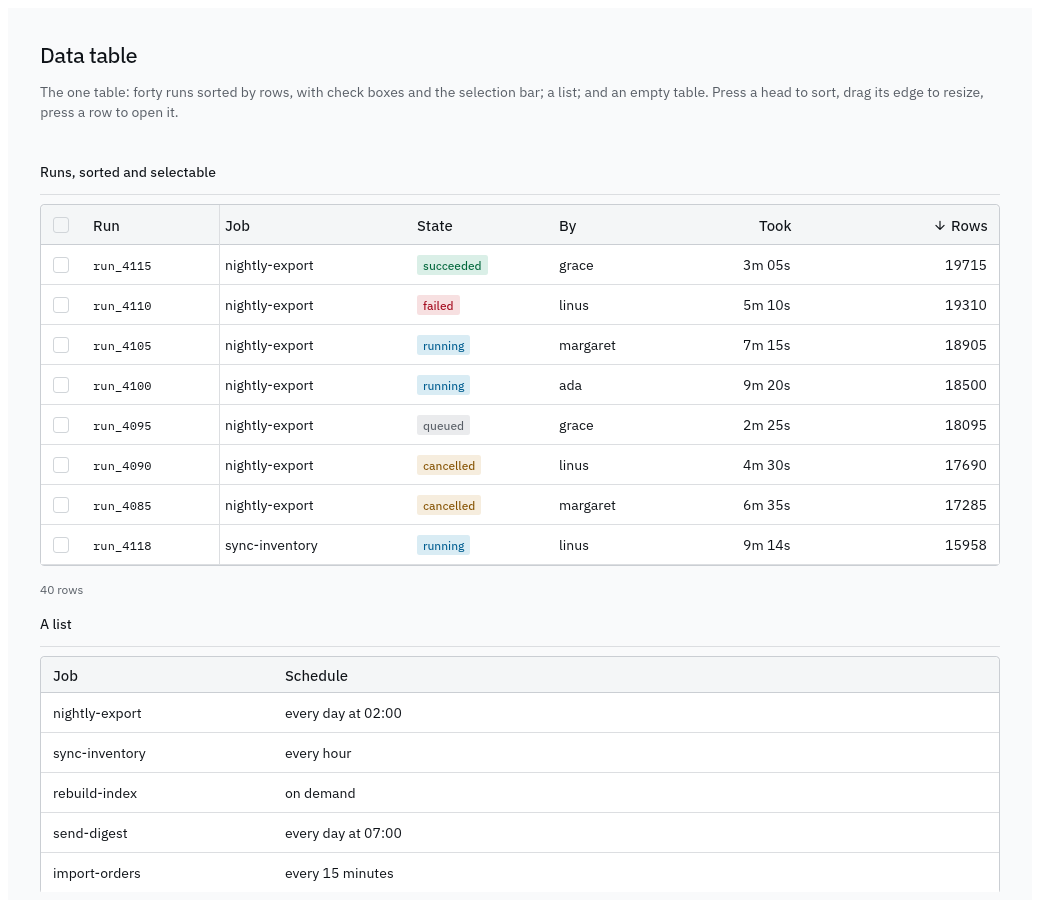 Data table
The one table: forty runs sorted by rows, with check boxes and the selection bar; a list; and an empty table. Press a head to sort, drag its edge to resize,
press a row to open it.
Runs, sorted and selectable
Run Job State By Took ↓ Rows
run_4115 nightly-export succeeded grace 3m 05s 19715
run_4110 nightly-export failed linus 5m 10s 19310
run_4105 nightly-export running margaret 7m 15s 18905
run_4100 nightly-export running ada 9m 20s 18500
run_4095 nightly-export queued grace 2m 25s 18095
run_4090 nightly-export cancelled linus 4m 30s 17690
run_4085 nightly-export cancelled margaret 6m 35s 17285
run_4118 sync-inventory running linus 9m 14s 15958
40 rows
A list
Job Schedule
nightly-export every day at 02:00
sync-inventory every hour
rebuild-index on demand
send-digest every day at 07:00
import-orders every 15 minutes